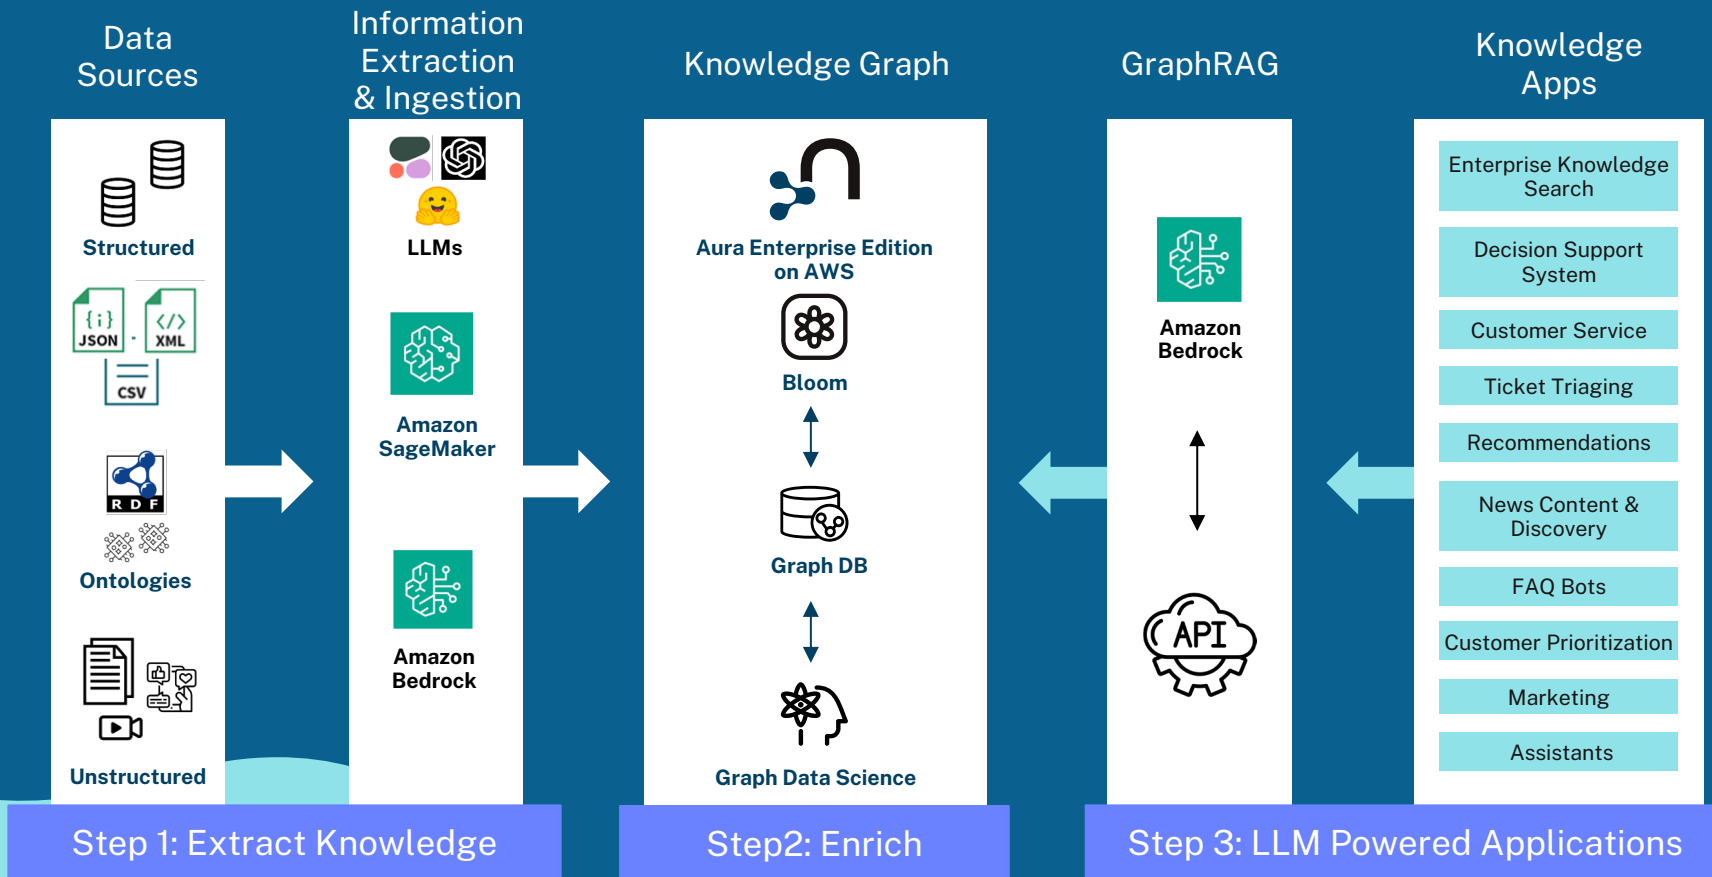 Data
Sources
Structured
{i}
JSON
</>
XML
CSV
RDF
Ontologies
Unstructured
Information
Extraction
& Ingestion
LLMs
Amazon
SageMaker
Amazon
Bedrock
Knowledge Graph
Aura Enterprise Edition
on AWS
Bloom
Graph DB
Graph Data Science
GraphRAG
Amazon
Bedrock
API
Knowledge
Apps
Enterprise Knowledge
Search
Decision Support
System
Customer Service
Ticket Triaging
Recommendations
News Content &
Discovery
FAQ Bots
Customer Prioritization
Marketing
Assistants
Step 1: Extract Knowledge
Step2: Enrich
Step 3: LLM Powered Applications